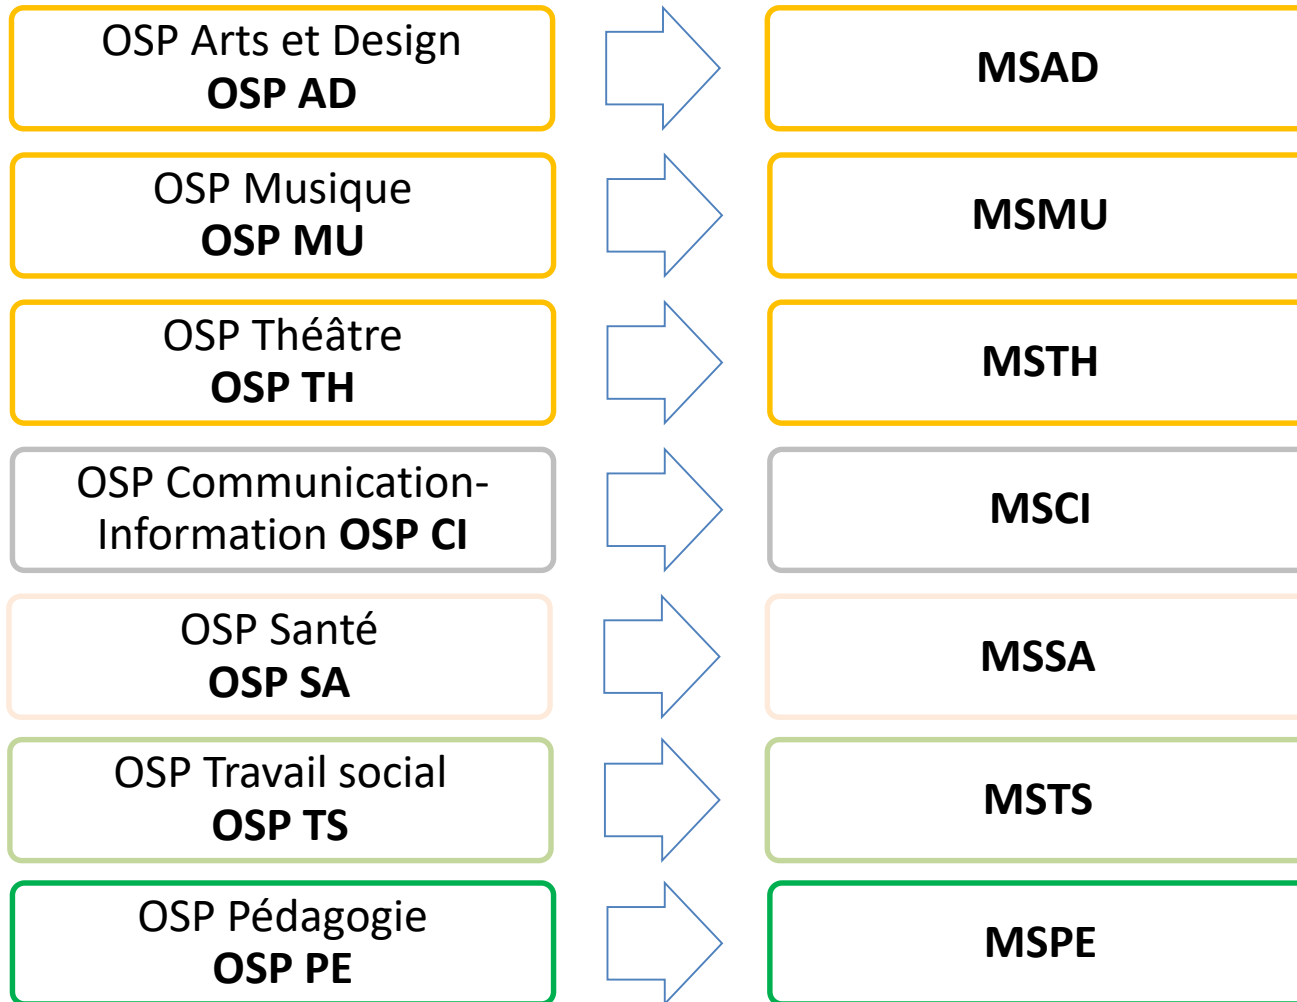 OSP Arts et Design
OSP AD
MSAD
OSP Musique
OSP MU
MSMU
OSP Théâtre
OSP TH
MSTH
OSP Communication-
Information OSP CI
MSCI
OSP Santé
OSP SA
MSSA
OSP Travail social
OSP TS
MSTS
OSP Pédagogie
OSP PE
MSPE